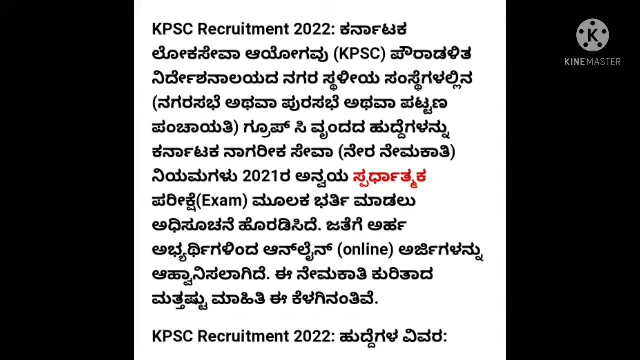 KPSC Recruitment 2022: ಕರ್ನಾಟಕ
ಲೋಕಸೇವಾ ಆಯೋಗವು (KPSC) ಪೌರಾಡಳಿತ
ನಿರ್ದೇಶನಾಲಯದ ನಗರ ಸ್ಥಳೀಯ ಸಂಸ್ಥೆಗಳಲ್ಲಿನ
(ನಗರಸಭೆ ಅಥವಾ ಪುರಸಭೆ ಅಥವಾ ಪಟ್ಟಣ
ಪಂಚಾಯತಿ) ಗ್ರೂಪ್ ಸಿ ವೃಂದದ ಹುದ್ದೆಗಳನ್ನು
ಕರ್ನಾಟಕ ನಾಗರೀಕ ಸೇವಾ (ನೇರ ನೇಮಕಾತಿ)
ನಿಯಮಗಳು 2021ರ ಅನ್ವಯ ಸ್ಪರ್ಧಾತ್ಮಕ
ಪರೀಕ್ಷೆ(Exam) ಮೂಲಕ ಭರ್ತಿ ಮಾಡಲು
ಅಧಿಸೂಚನೆ ಹೊರಡಿಸಿದೆ. ಜತೆಗೆ ಅರ್ಹ
ಅಭ್ಯರ್ಥಿಗಳಿಂದ ಆನ್‌ಲೈನ್ (online) ಅರ್ಜಿಗಳನ್ನು
ಆಹ್ವಾನಿಸಲಾಗಿದೆ. ಈ ನೇಮಕಾತಿ ಕುರಿತಾದ
ಮತ್ತಷ್ಟು ಮಾಹಿತಿ ಈ ಕೆಳಗಿನಂತಿವೆ.
KPSC Recruitment 2022: ಹುದ್ದೆಗಳ ವಿವರ:
KINEMASTER